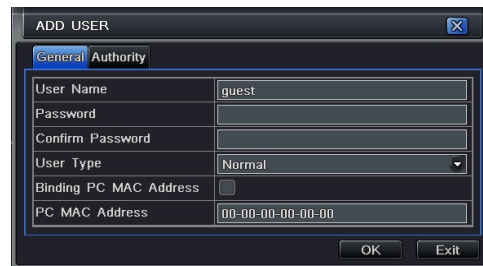 ADD USER
General Authority
User Name guest
Password
Confirm Password
User Type Normal
Binding PC MAC Address
PC MAC Address 00-00-00-00-00-00
OK Exit